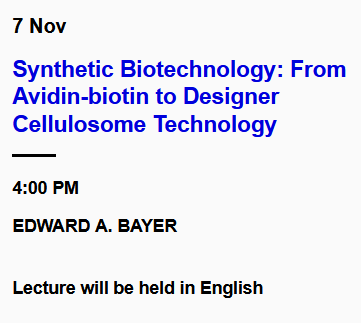 7 Nov
Synthetic Biotechnology: From
Avidin-biotin to Designer
Cellulosome Technology
4:00 PM
EDWARD A. BAYER
Lecture will be held in English